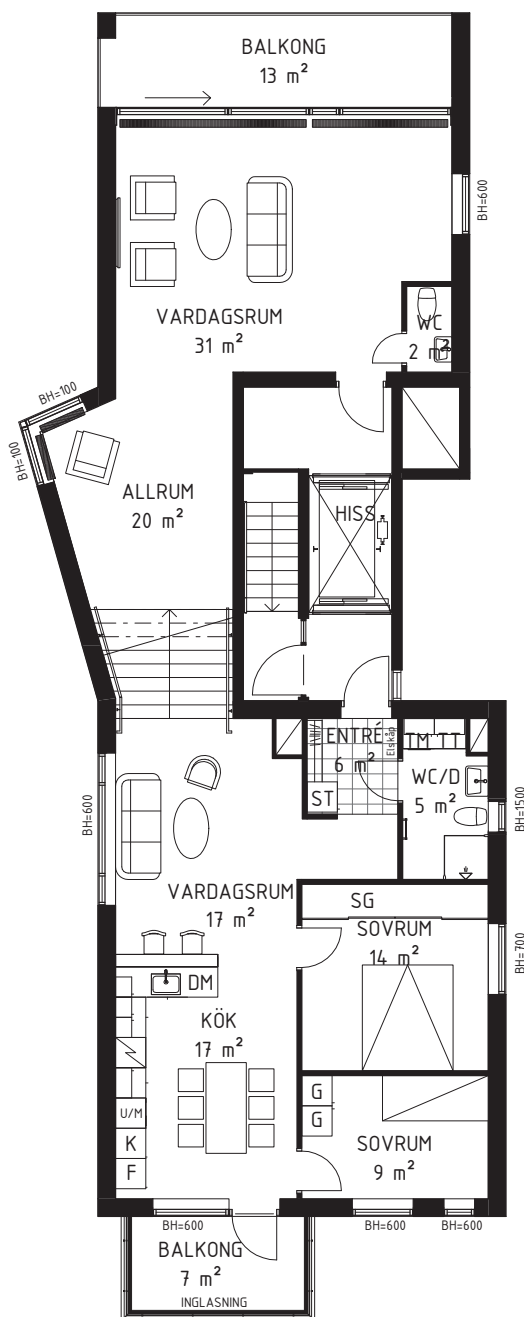 BALKONG
13 m²
BH=600
VARDAGSRUM
31 m²
WC
2 m²
BH=100
BH=100
ALLRUM
20 m²
HISS
ENTRÉ
6 m²
Elskåp
ST
TM
TT
WC/D
5 m²
BH=600
BH=1500
VARDAGSRUM
17 m²
SG
SOVRUM
14 m²
BH=700
DM
KÖK
17 m²
U/M
K
F
G
G
SOVRUM
9 m²
BH=600
BH=600
BH=600
BALKONG
7 m²
INGLASNING